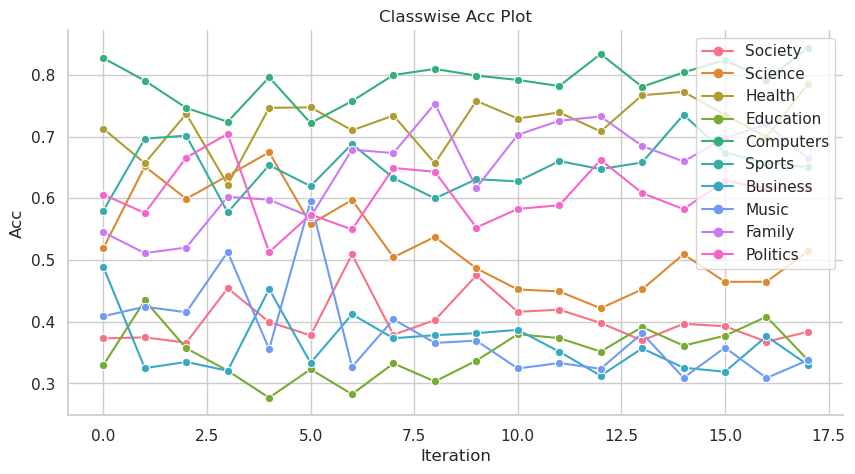 Classwise Acc Plot
Acc
0.8
0.7
0.6
0.5
0.4
0.3
0.0
2.5
5.0
7.5
10.0
12.5
15.0
17.5
Iteration
Society
Science
Health
Education
Computers
Sports
Business
Music
Family
Politics